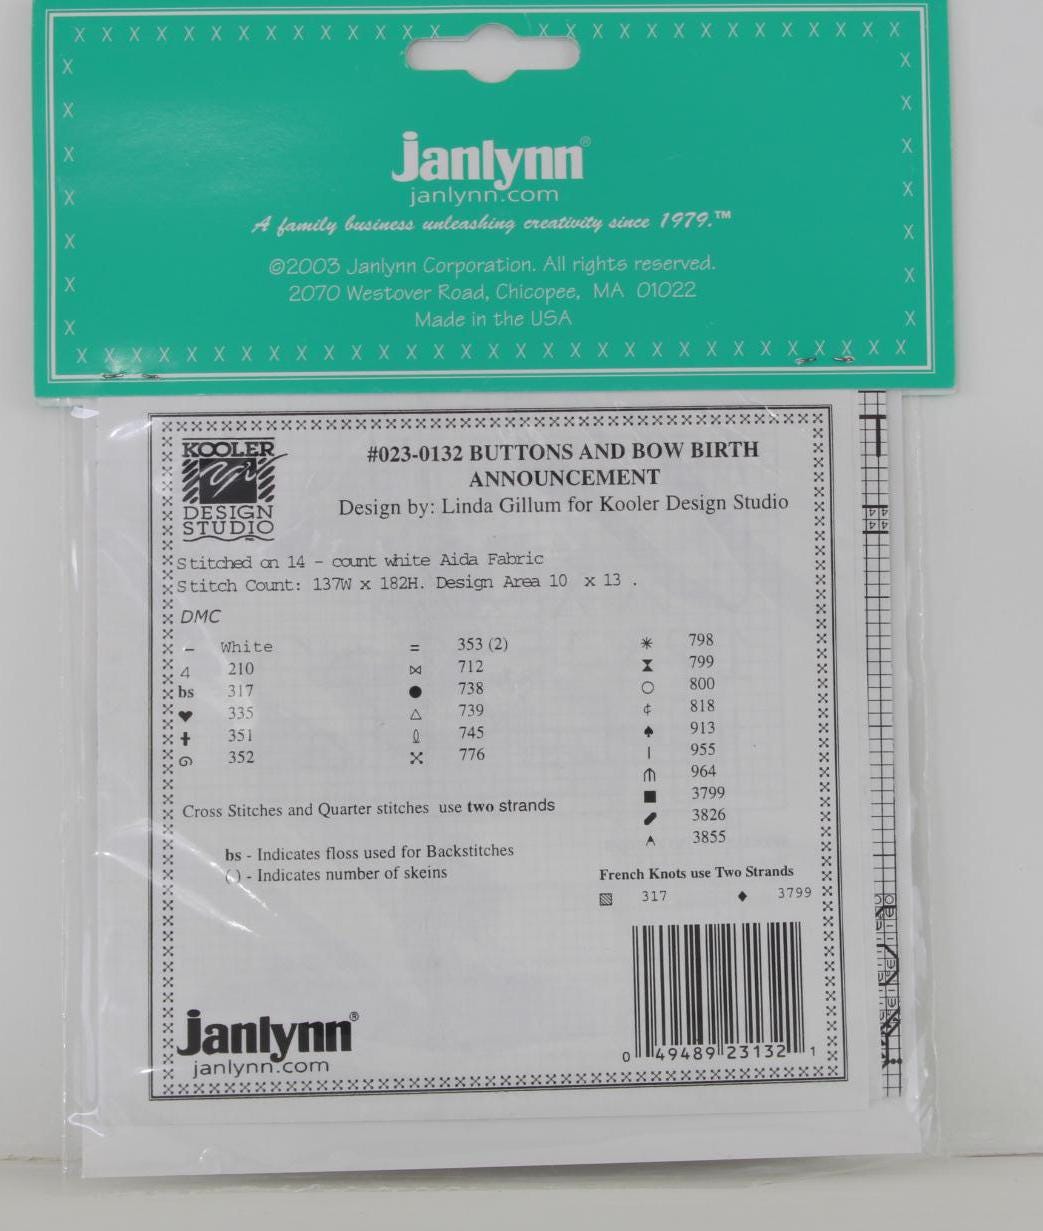 janlynn®
janlynn.com
A family business unleashing creativity since 1979.™
©2003 Janlynn Corporation. All rights reserved.
2070 Westover Road, Chicopee, MA 01022
Made in the USA
KOOLER
DESIGN
STUDIO
#023-0132 BUTTONS AND BOW BIRTH
ANNOUNCEMENT
Design by: Linda Gillum for Kooler Design Studio
Stitched on 14 - count white Aida Fabric
Stitch Count: 137W x 182H. Design Area 10 x 13 .
DMC
– White
4 210
bs 317
♥ 335
✝ 351
352
= 353 (2)
⋈ 712
● 738
△ 739
745
776
✳ 798
⧗ 799
○ 800
¢ 818
♠ 913
| 955
964
■ 3799
3826
3855
Cross Stitches and Quarter stitches use two strands
bs - Indicates floss used for Backstitches
( ) - Indicates number of skeins
French Knots use Two Strands
▨ 317 ♦ 3799
janlynn®
janlynn.com
0 49489 23132 1